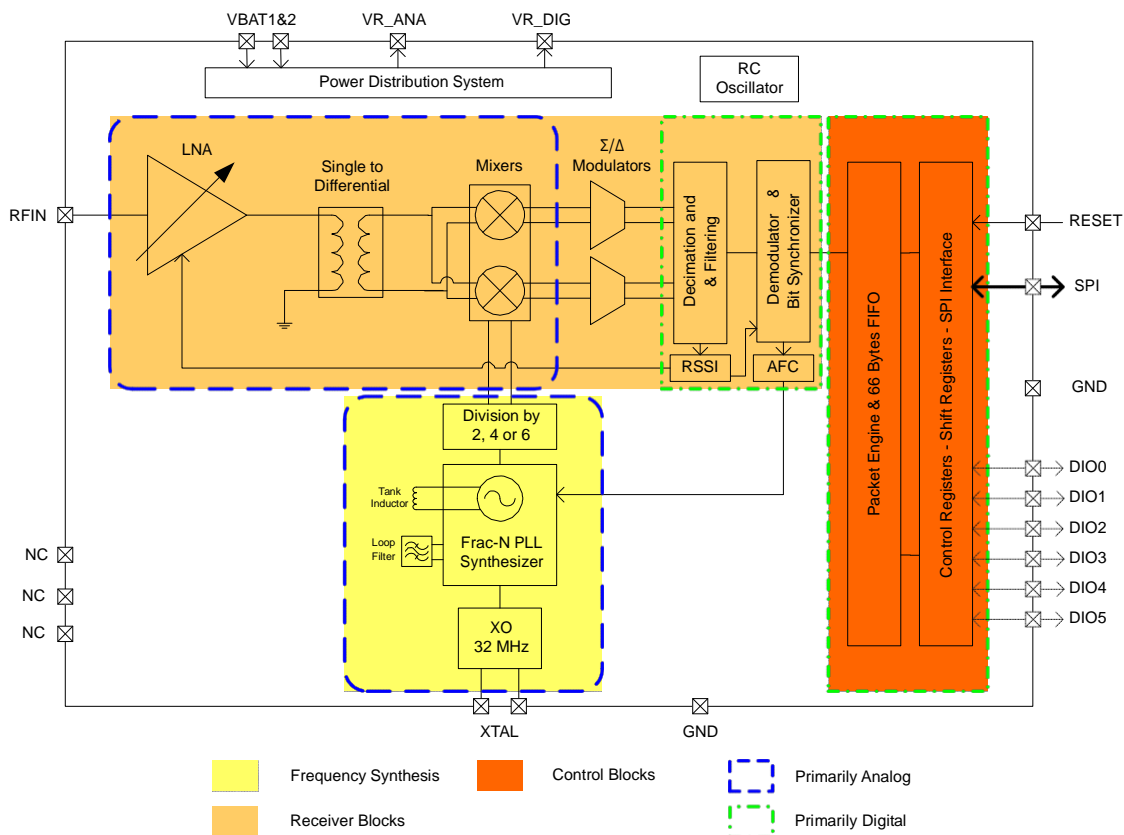 VBAT1&2
VR_ANA
VR_DIG
Power Distribution System
RC
Oscillator
LNA
Single to
Differential
Mixers
Σ/Δ
Modulators
RFIN
Decimation and
& Filtering
Demodulator &
Bit Synchronizer
RSSI
AFC
Packet Engine & 66 Bytes FIFO
Control Registers - Shift Registers - SPI Interface
RESET
SPI
GND
Division by
2, 4 or 6
Tank
Inductor
Loop
Filter
Frac-N PLL
Synthesizer
XO
32 MHz
DIO0
DIO1
DIO2
DIO3
DIO4
DIO5
NC
NC
NC
XTAL
GND
Frequency Synthesis
Control Blocks
Primarily Analog
Receiver Blocks
Primarily Digital